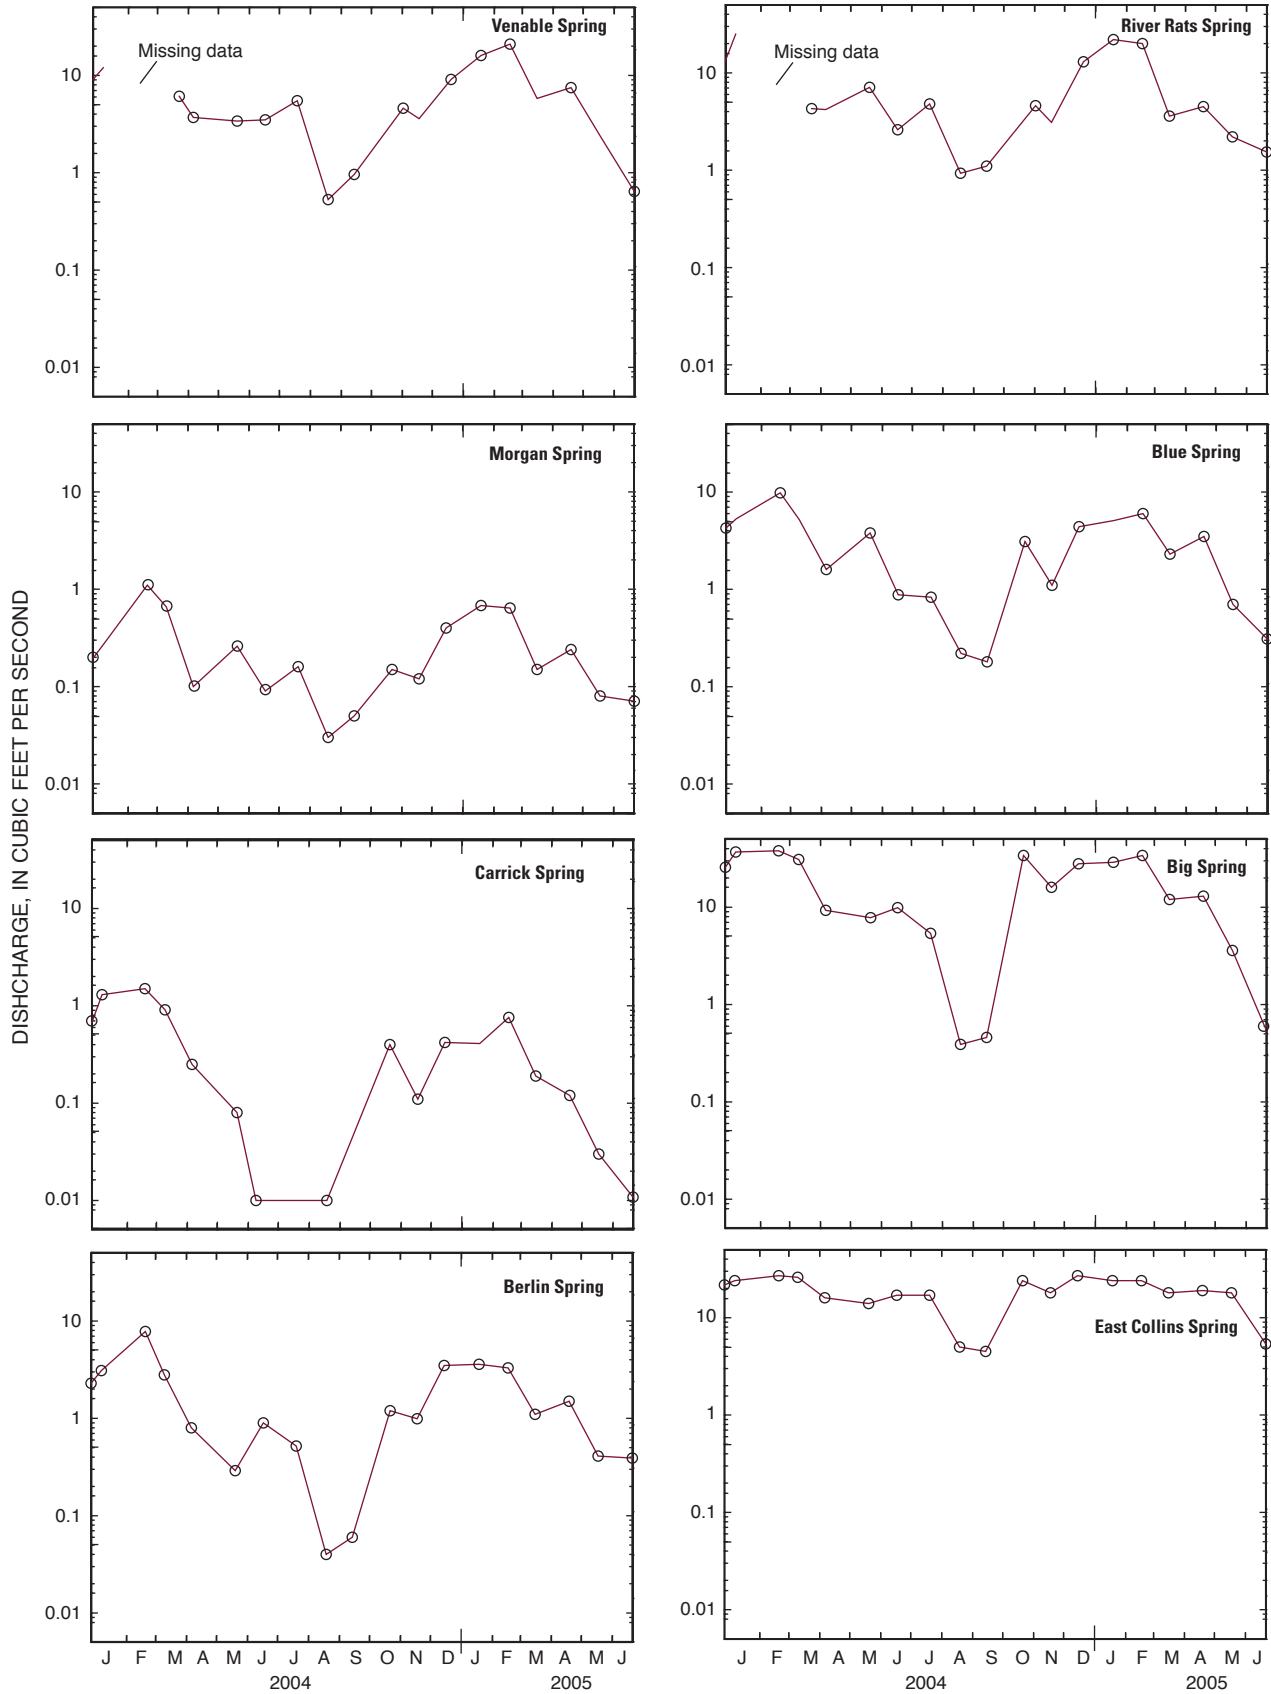 Venable Spring
Missing data
10
1
0.1
0.01
River Rats Spring
Missing data
10
1
0.1
0.01
DISHCHARGE, IN CUBIC FEET PER SECOND
Morgan Spring
10
1
0.1
0.01
Blue Spring
10
1
0.1
0.01
Carrick Spring
10
1
0.1
0.01
Big Spring
10
1
0.1
0.01
Berlin Spring
10
1
0.1
0.01
J F M A M J J A S O N D J F M A M J
2004 2005
East Collins Spring
10
1
0.1
0.01
J F M A M J J A S O N D J F M A M J
2004 2005